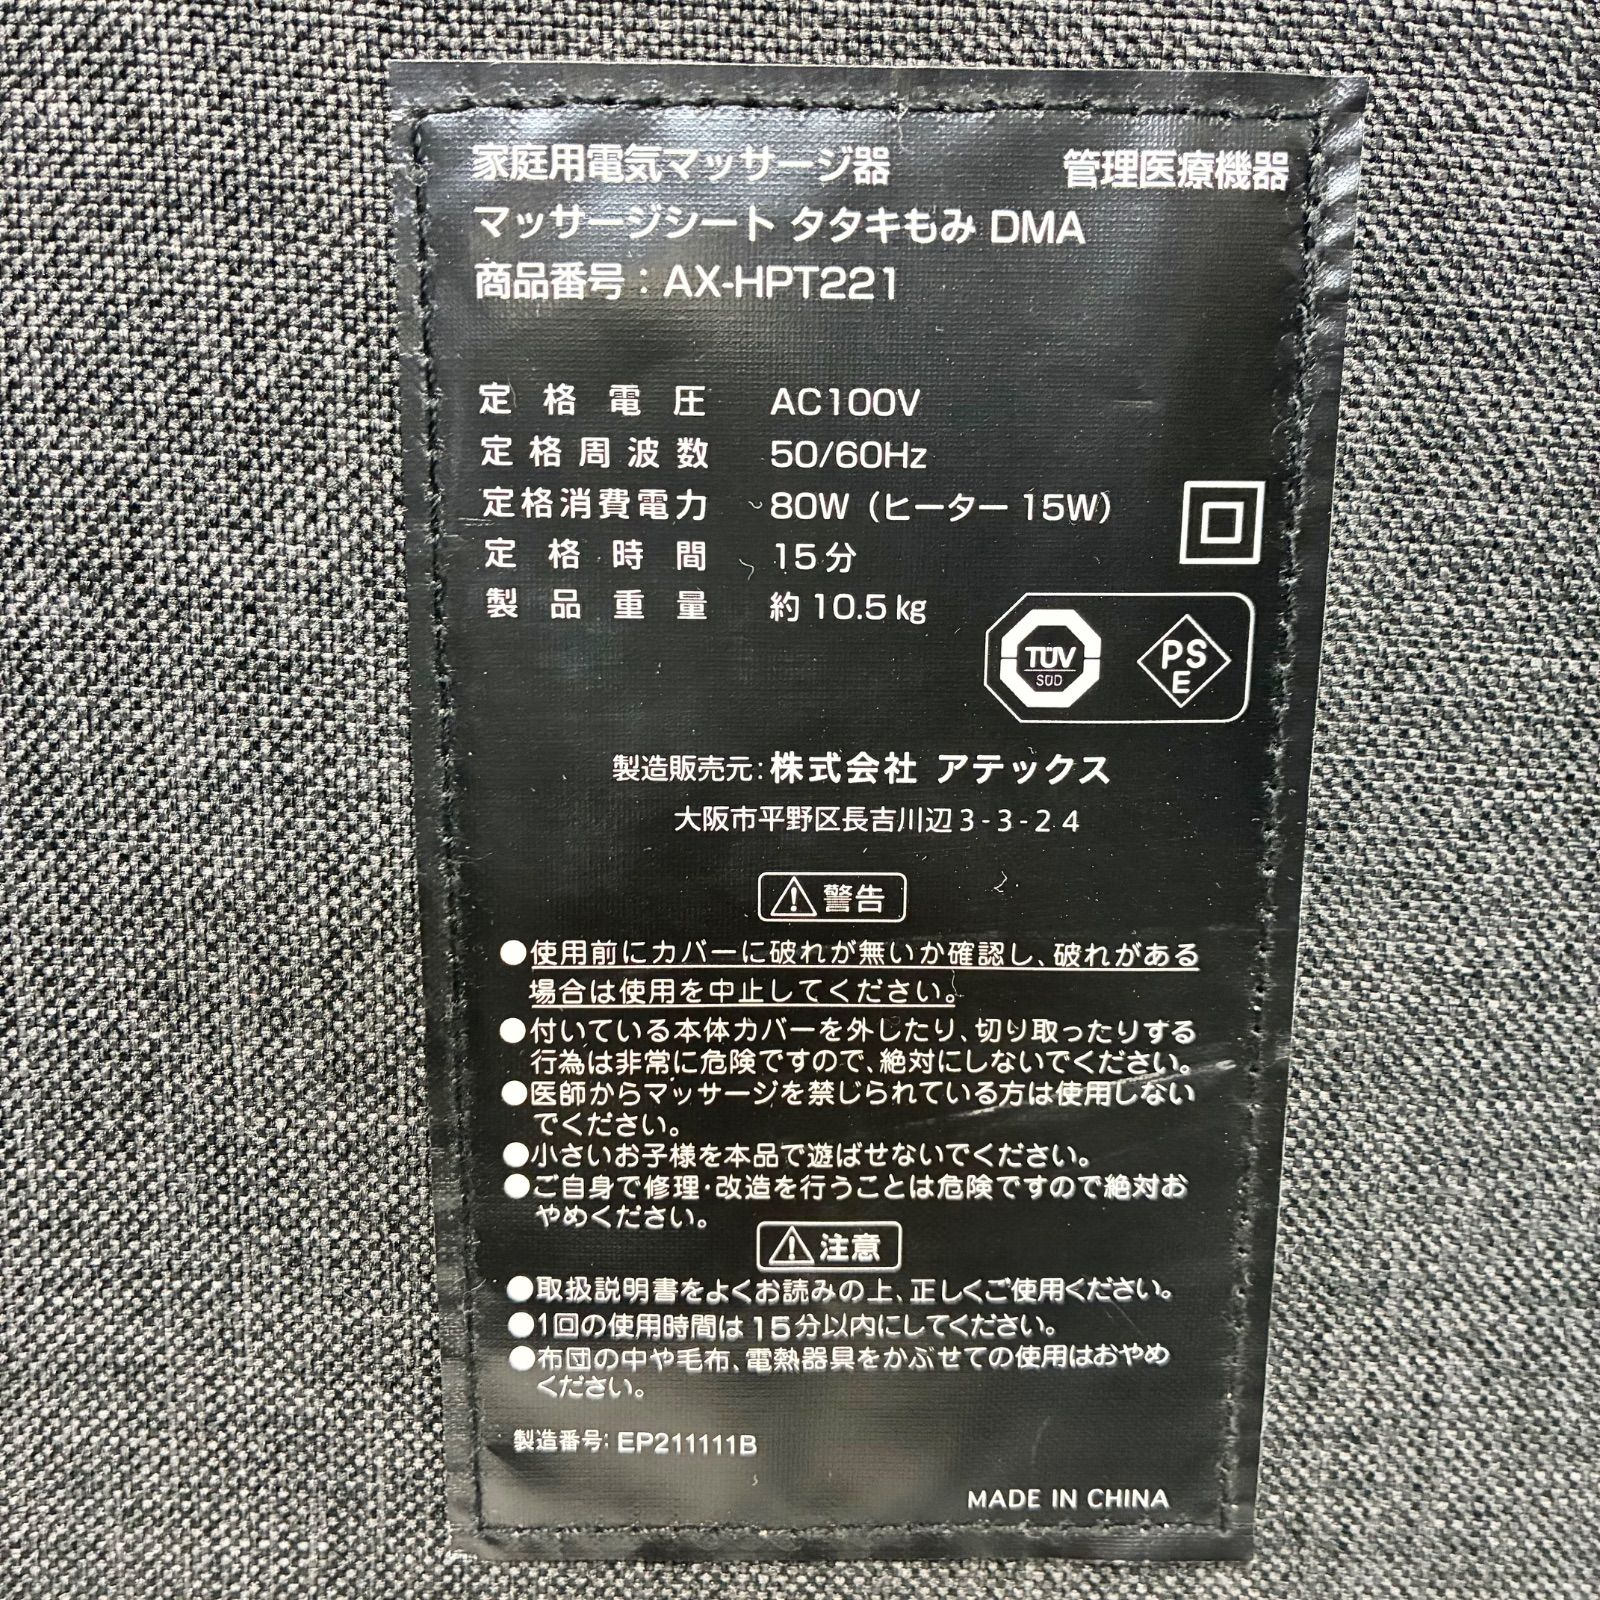 家庭用電気マッサージ器 管理医療機器
マッサージシート タタキもみ DMA
商品番号：AX-HPT221
定格電圧 AC100V
定格周波数 50/60Hz
定格消費電力 80W（ヒーター 15W）
定格時間 15分
製品重量 約10.5kg
TÜV
SÜD
PS
E
製造販売元：株式会社 アテックス
大阪市平野区長吉川辺3-3-24
警告
●使用前にカバーに破れが無いか確認し、破れがある
場合は使用を中止してください。
●付いている本体カバーを外したり、切り取ったりする
行為は非常に危険ですので、絶対にしないでください。
●医師からマッサージを禁じられている方は使用しない
でください。
●小さいお子様を本品で遊ばせないでください。
●ご自身で修理・改造を行うことは危険ですので絶対お
やめください。
注意
●取扱説明書をよくお読みの上、正しくご使用ください。
●1回の使用時間は15分以内にしてください。
●布団の中や毛布、電熱器具をかぶせての使用はおやめ
ください。
製造番号：EP211111B
MADE IN CHINA